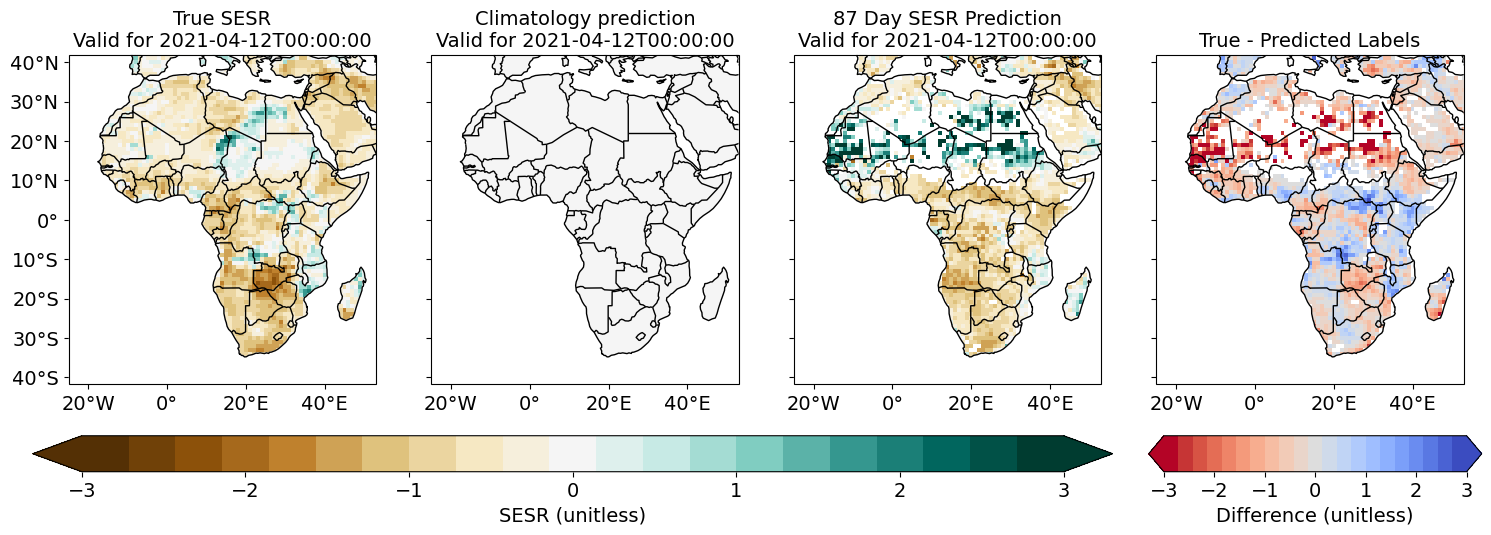 True SESR
Valid for 2021-04-12T00:00:00
Climatology prediction
Valid for 2021-04-12T00:00:00
87 Day SESR Prediction
Valid for 2021-04-12T00:00:00
True - Predicted Labels
40°N
30°N
20°N
10°N
0°
10°S
20°S
30°S
40°S
20°W 0° 20°E 40°E
20°W 0° 20°E 40°E
20°W 0° 20°E 40°E
20°W 0° 20°E 40°E
−3 −2 −1 0 1 2 3
SESR (unitless)
−3 −2 −1 0 1 2 3
Difference (unitless)